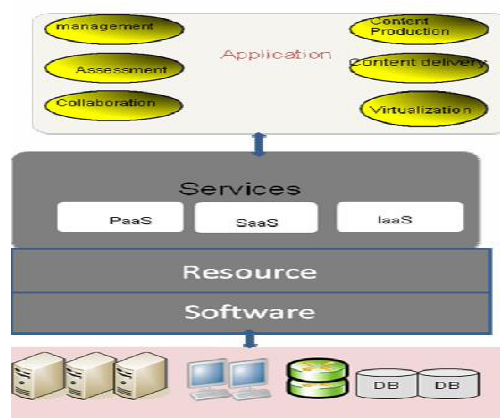 management
Content
Production
Application
Assessment
Content delivery
Collaboration
Virtualization
Services
PaaS
SaaS
IaaS
Resource
Software
DB
DB